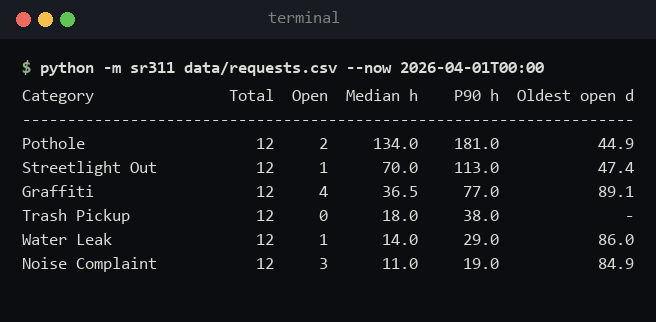 terminal
$ python -m sr311 data/requests.csv --now 2026-04-01T00:00
Category               Total  Open  Median h    P90 h  Oldest open d
--------------------------------------------------------------------
Pothole                   12     2     134.0    181.0           44.9
Streetlight Out           12     1      70.0    113.0           47.4
Graffiti                  12     4      36.5     77.0           89.1
Trash Pickup              12     0      18.0     38.0              -
Water Leak                12     1      14.0     29.0           86.0
Noise Complaint           12     3      11.0     19.0           84.9